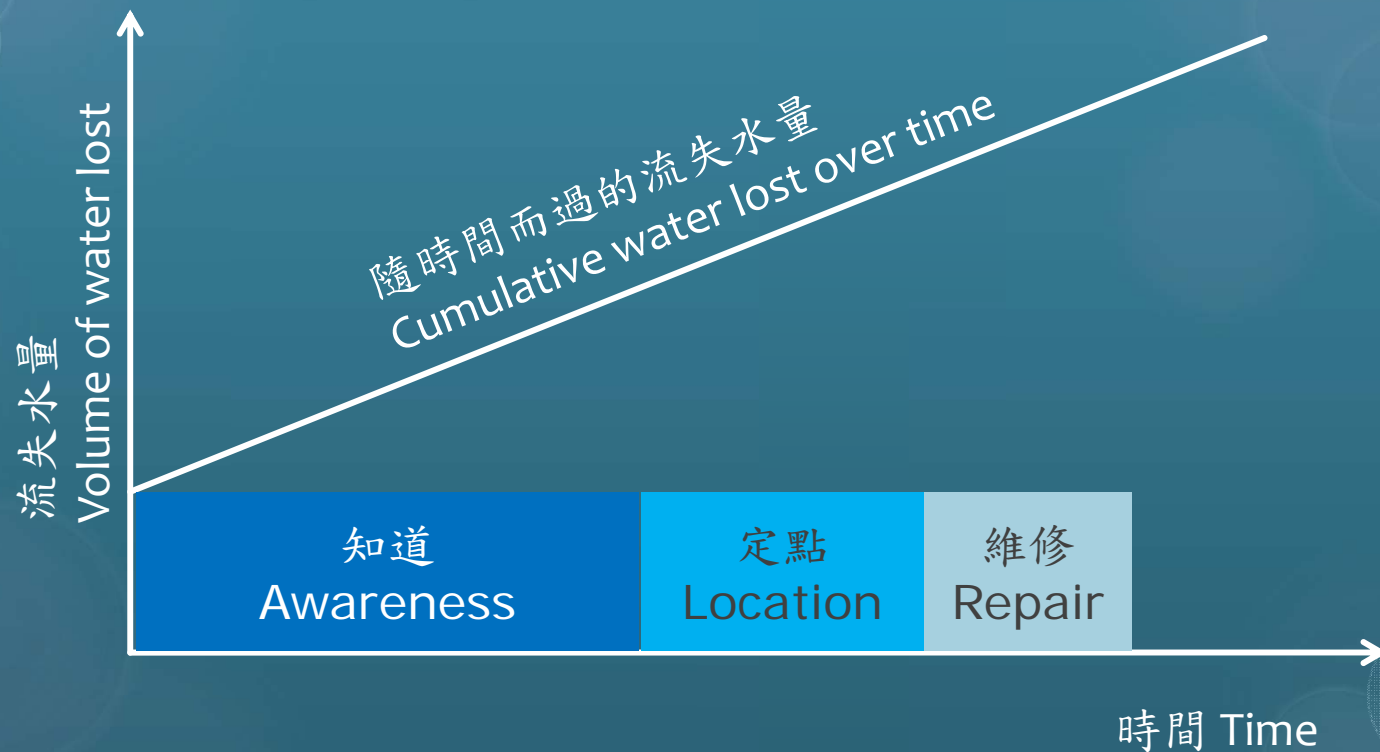 流失水量
Volume of water lost
隨時間而過的流失水量
Cumulative water lost over time
知道
Awareness
定點
Location
維修
Repair
時間 Time